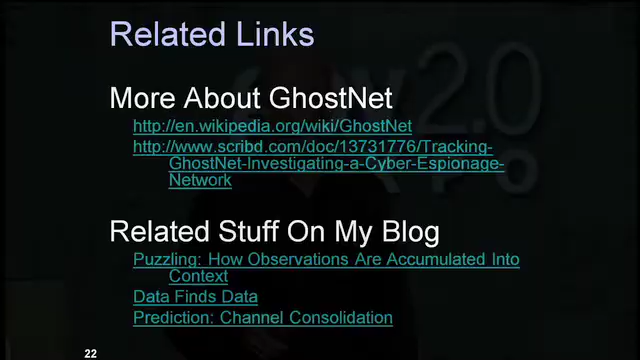 Related Links
More About GhostNet
http://en.wikipedia.org/wiki/GhostNet
http://www.scribd.com/doc/13731776/Tracking-
GhostNet-Investigating-a-Cyber-Espionage-
Network
Related Stuff On My Blog
Puzzling: How Observations Are Accumulated Into
Context
Data Finds Data
Prediction: Channel Consolidation
22